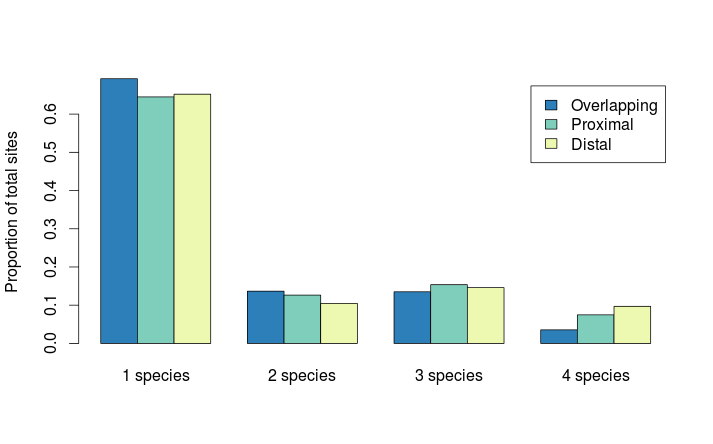 Proportion of total sites
0.6
0.5
0.4
0.3
0.2
0.1
0.0
Overlapping
Proximal
Distal
1 species
2 species
3 species
4 species